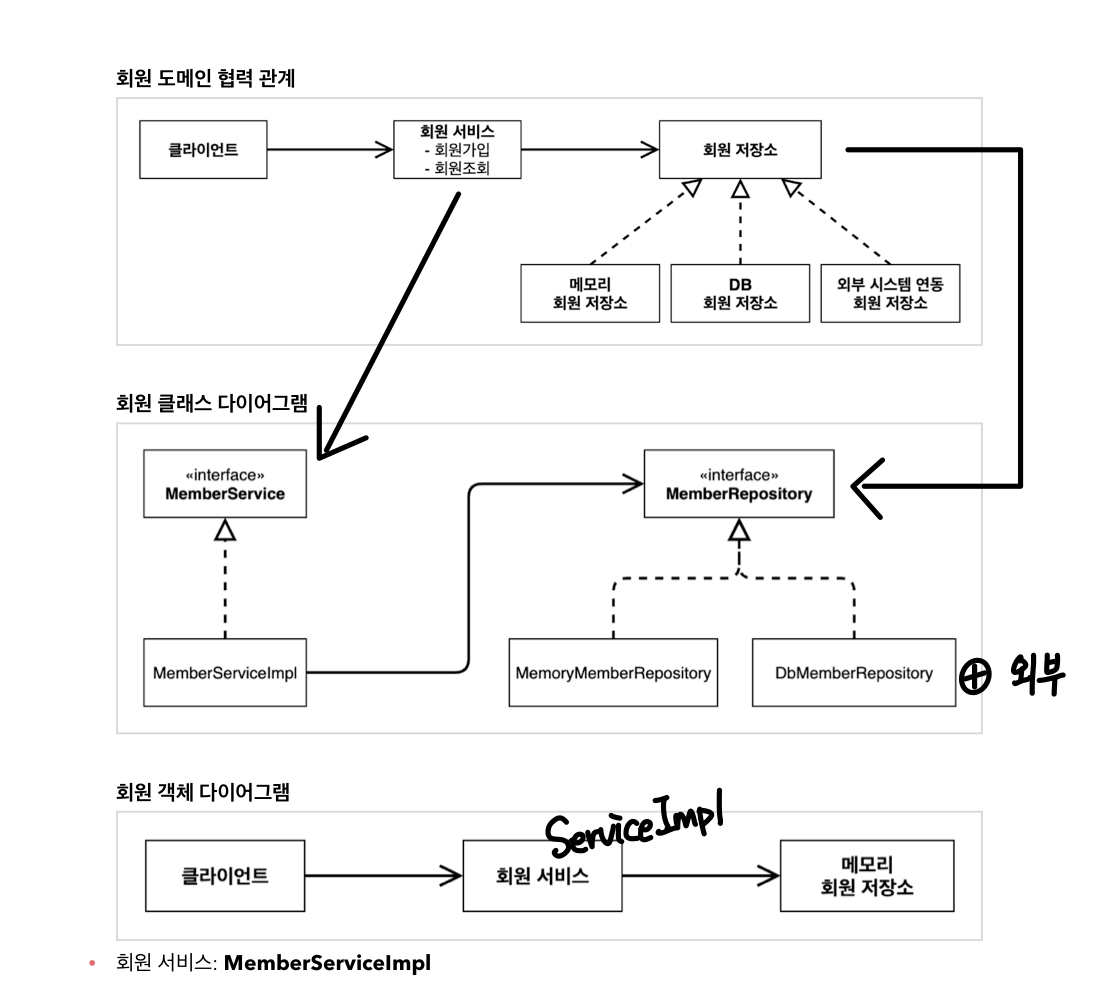 회원 도메인 협력 관계
클라이언트
회원 서비스
- 회원가입
- 회원조회
회원 저장소
메모리
회원 저장소
DB
회원 저장소
외부 시스템 연동
회원 저장소
회원 클래스 다이어그램
«interface»
MemberService
«interface»
MemberRepository
MemberServiceImpl
MemoryMemberRepository
DbMemberRepository
⊕ 외부
회원 객체 다이어그램
ServiceImpl
클라이언트
회원 서비스
메모리
회원 저장소
• 회원 서비스: MemberServiceImpl